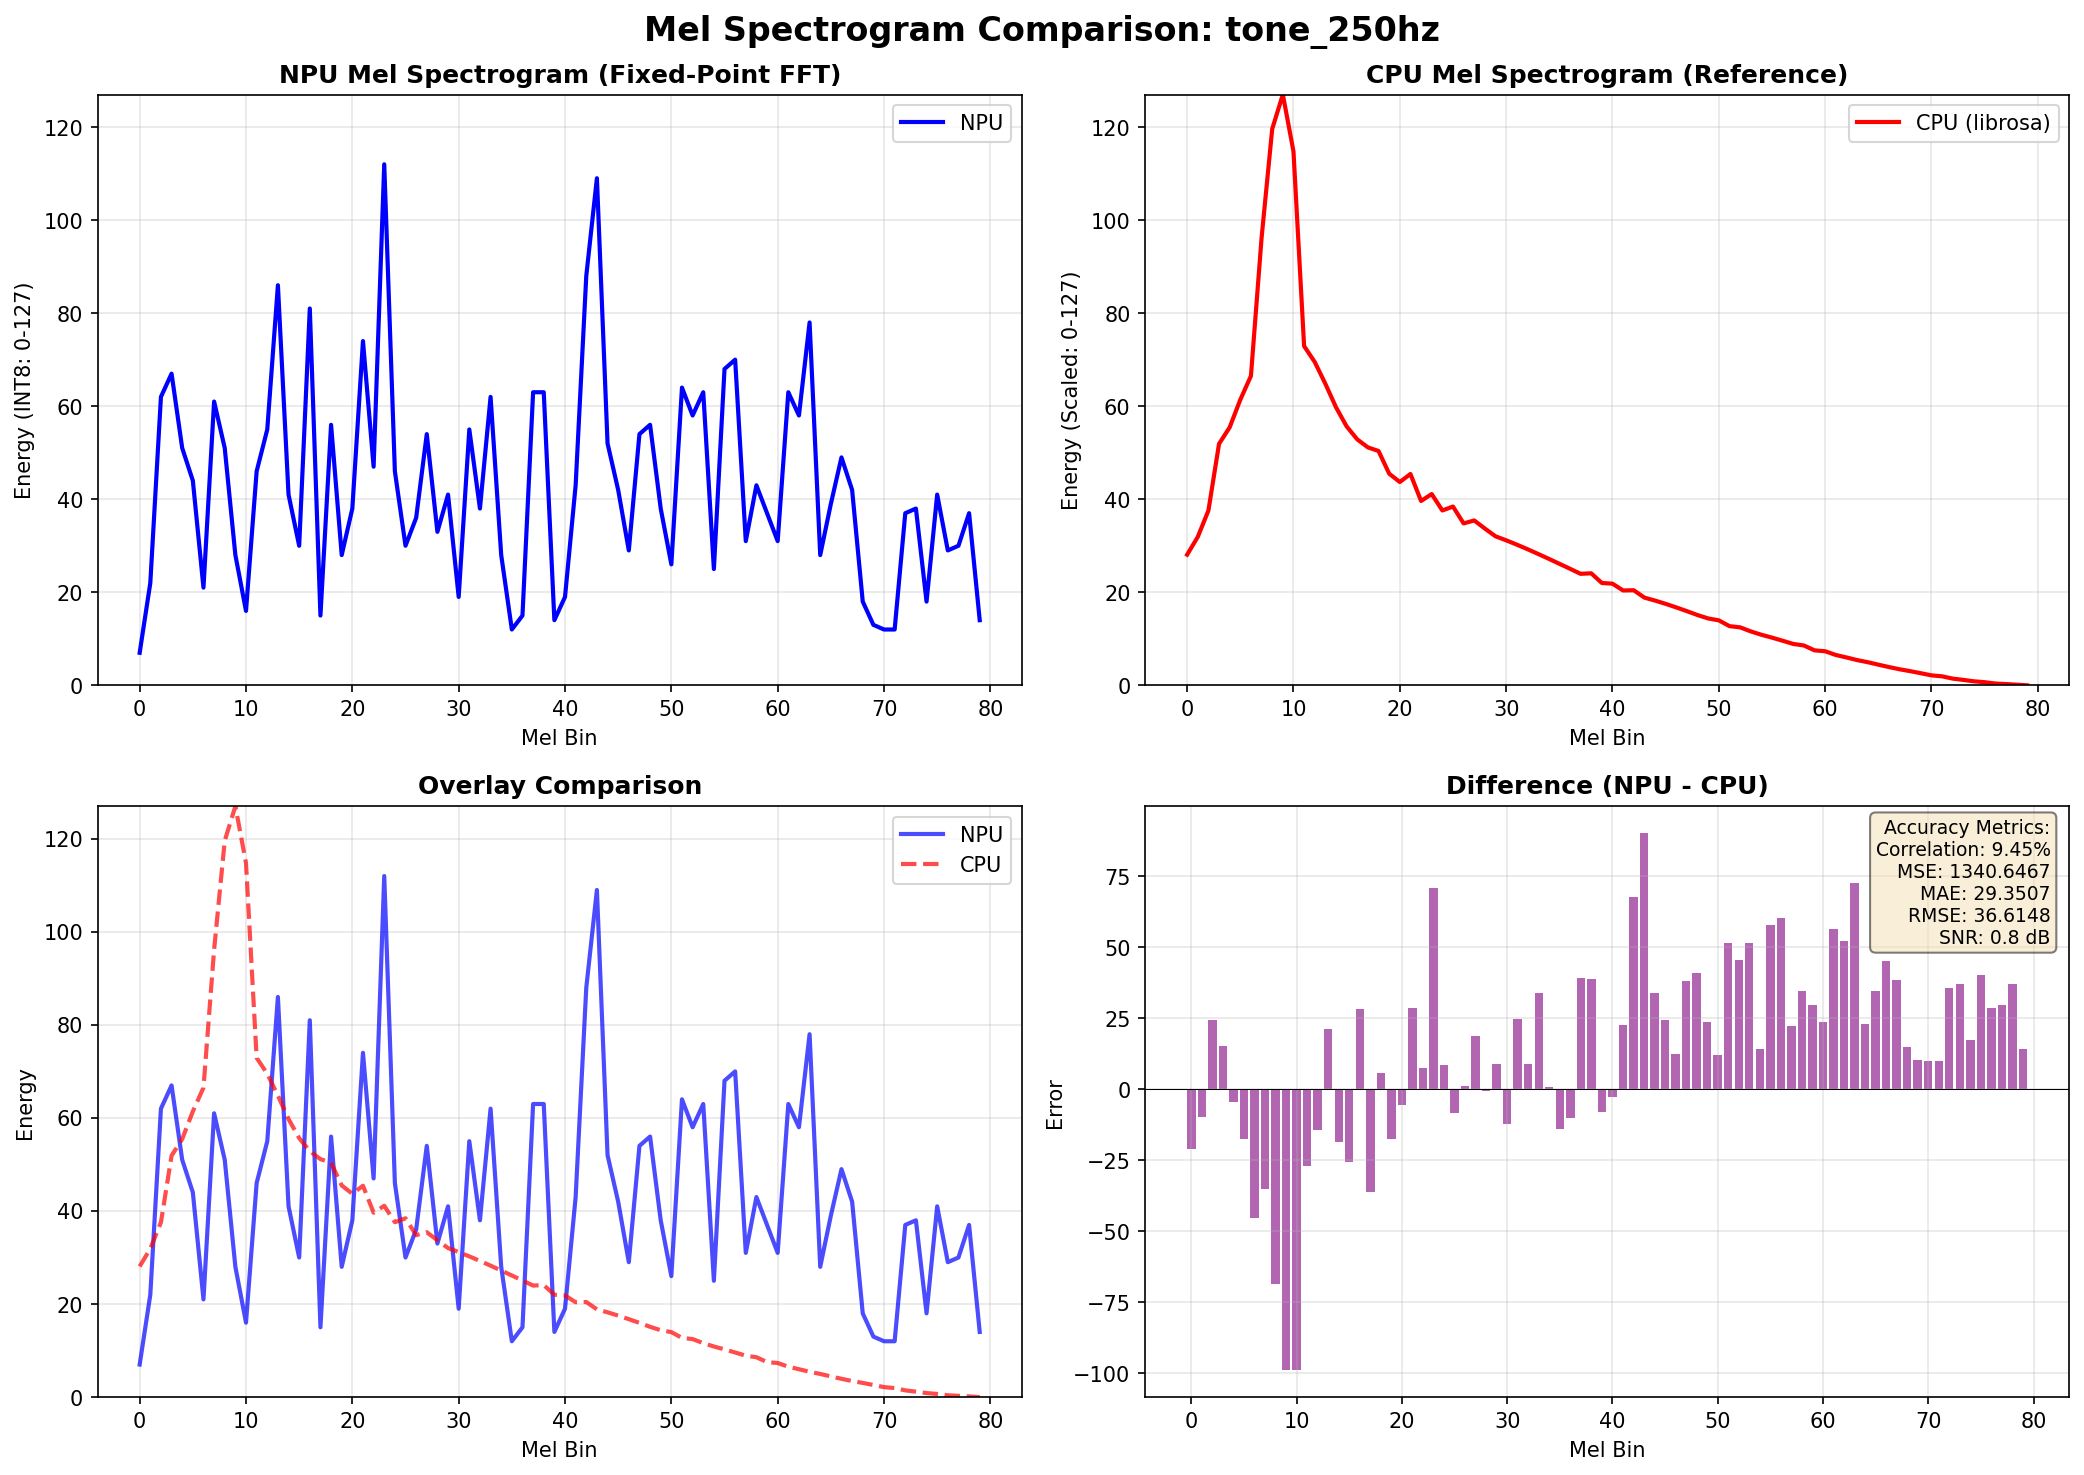 Mel Spectrogram Comparison: tone_250hz
NPU Mel Spectrogram (Fixed-Point FFT)
Energy (INT8: 0-127)
120
100
80
60
40
20
0
NPU
0 10 20 30 40 50 60 70 80
Mel Bin
CPU Mel Spectrogram (Reference)
Energy (Scaled: 0-127)
120
100
80
60
40
20
0
CPU (librosa)
0 10 20 30 40 50 60 70 80
Mel Bin
Overlay Comparison
Energy
120
100
80
60
40
20
0
NPU
CPU
0 10 20 30 40 50 60 70 80
Mel Bin
Difference (NPU - CPU)
Error
75
50
25
0
−25
−50
−75
−100
Accuracy Metrics:
Correlation: 9.45%
MSE: 1340.6467
MAE: 29.3507
RMSE: 36.6148
SNR: 0.8 dB
0 10 20 30 40 50 60 70 80
Mel Bin